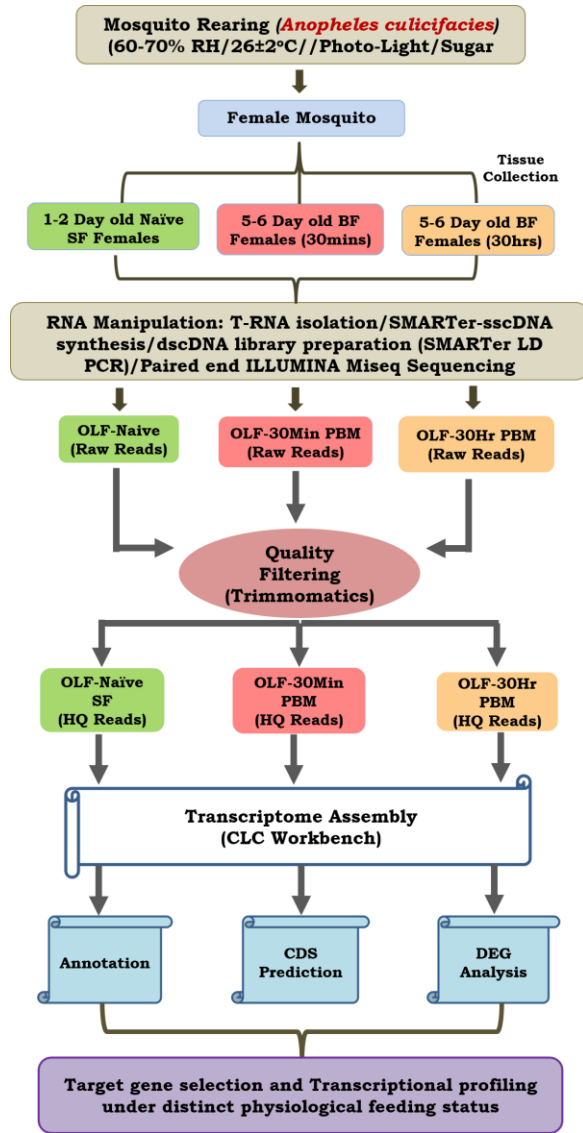 Mosquito Rearing (Anopheles culicifacies)
(60-70% RH/26±2ºC//Photo-Light/Sugar
Female Mosquito
Tissue
Collection
1-2 Day old Naïve
SF Females
5-6 Day old BF
Females (30mins)
5-6 Day old BF
Females (30hrs)
RNA Manipulation: T-RNA isolation/SMARTer-sscDNA
synthesis/dscDNA library preparation (SMARTer LD
PCR)/Paired end ILLUMINA Miseq Sequencing
OLF-Naive
(Raw Reads)
OLF-30Min PBM
(Raw Reads)
OLF-30Hr PBM
(Raw Reads)
Quality
Filtering
(Trimmomatics)
OLF-Naïve
SF
(HQ Reads)
OLF-30Min
PBM
(HQ Reads)
OLF-30Hr
PBM
(HQ Reads)
Transcriptome Assembly
(CLC Workbench)
Annotation
CDS
Prediction
DEG
Analysis
Target gene selection and Transcriptional profiling
under distinct physiological feeding status